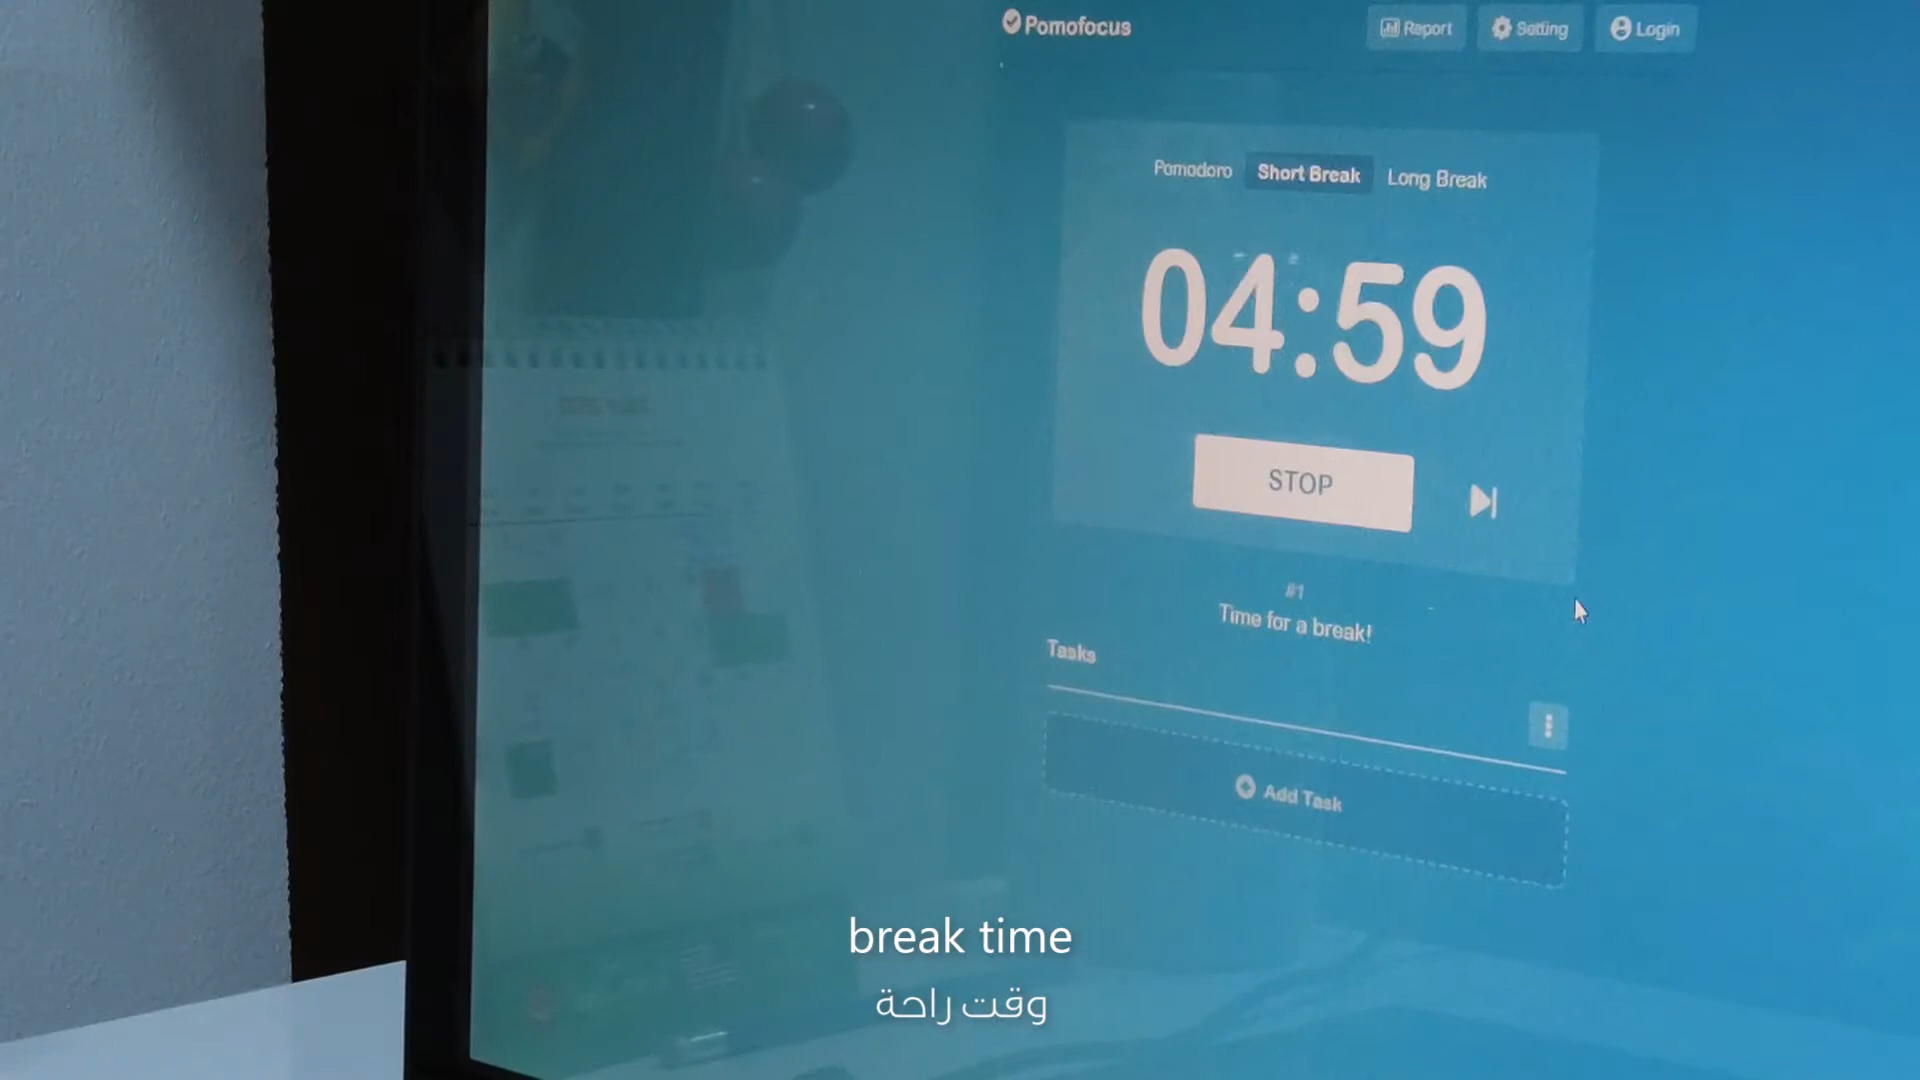 Pomofocus
Report
Setting
Login
Pomodoro
Short Break
Long Break
04:59
STOP
#1
Time for a break!
Tasks
Add Task
break time
وقت راحة